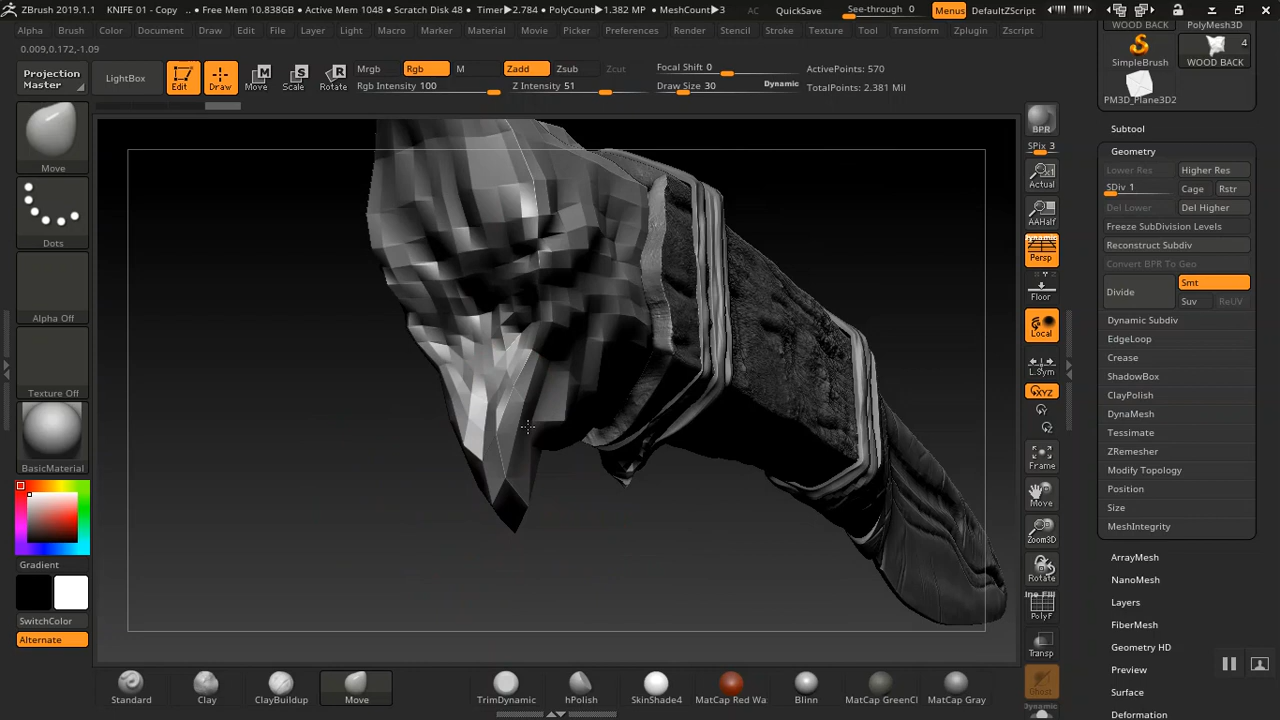 ZBrush 2019.1.1 KNIFE 01 - Copy .. • Free Mem 10.838GB • Active Mem 1048 • Scratch Disk 48 • Timer▶2.784 • PolyCount▶1.382 MP • MeshCount▶3 QuickSave See-through 0 Menus DefaultZScript
Alpha Brush Color Document Draw Edit File Layer Light Macro Marker Material Movie Picker Preferences Render Stencil Stroke Texture Tool Transform Zplugin Zscript
0.009,0.172,-1.09
Projection Master
LightBox
Edit
Draw
Move
Scale
Rotate
Mrgb Rgb M
Rgb Intensity 100
Zadd Zsub Zcut
Z Intensity 51
Focal Shift 0
Draw Size 30
Dynamic
ActivePoints: 570
TotalPoints: 2.381 Mil
Move
Dots
Alpha Off
Texture Off
BasicMaterial
Gradient
SwitchColor
Alternate
BPR
SPix 3
Actual
AAHalf
Dynamic
Persp
Floor
Local
L.Sym
XYZ
Frame
Move
Zoom3D
Rotate
Line Fill
PolyF
Transp
Ghost
Dynamic
WOOD BACK PolyMesh3D
SimpleBrush
4
WOOD BACK
PM3D_Plane3D2
Subtool
Geometry
Lower Res Higher Res
SDiv 1 Cage Rstr
Del Lower Del Higher
Freeze SubDivision Levels
Reconstruct Subdiv
Convert BPR To Geo
Divide
Smt
Suv ReUV
Dynamic Subdiv
EdgeLoop
Crease
ShadowBox
ClayPolish
DynaMesh
Tessimate
ZRemesher
Modify Topology
Position
Size
MeshIntegrity
ArrayMesh
NanoMesh
Layers
FiberMesh
Geometry HD
Preview
Surface
Deformation
Standard Clay ClayBuildup Move TrimDynamic hPolish SkinShade4 MatCap Red Wa Blinn MatCap GreenCl MatCap Gray